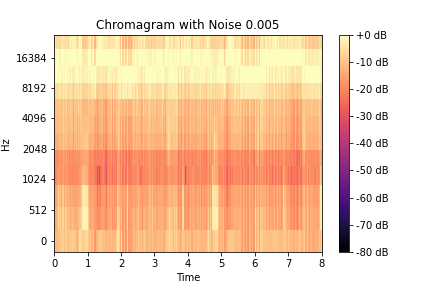 Chromagram with Noise 0.005
Hz
16384
8192
4096
2048
1024
512
0
0 1 2 3 4 5 6 7 8
Time
+0 dB
-10 dB
-20 dB
-30 dB
-40 dB
-50 dB
-60 dB
-70 dB
-80 dB